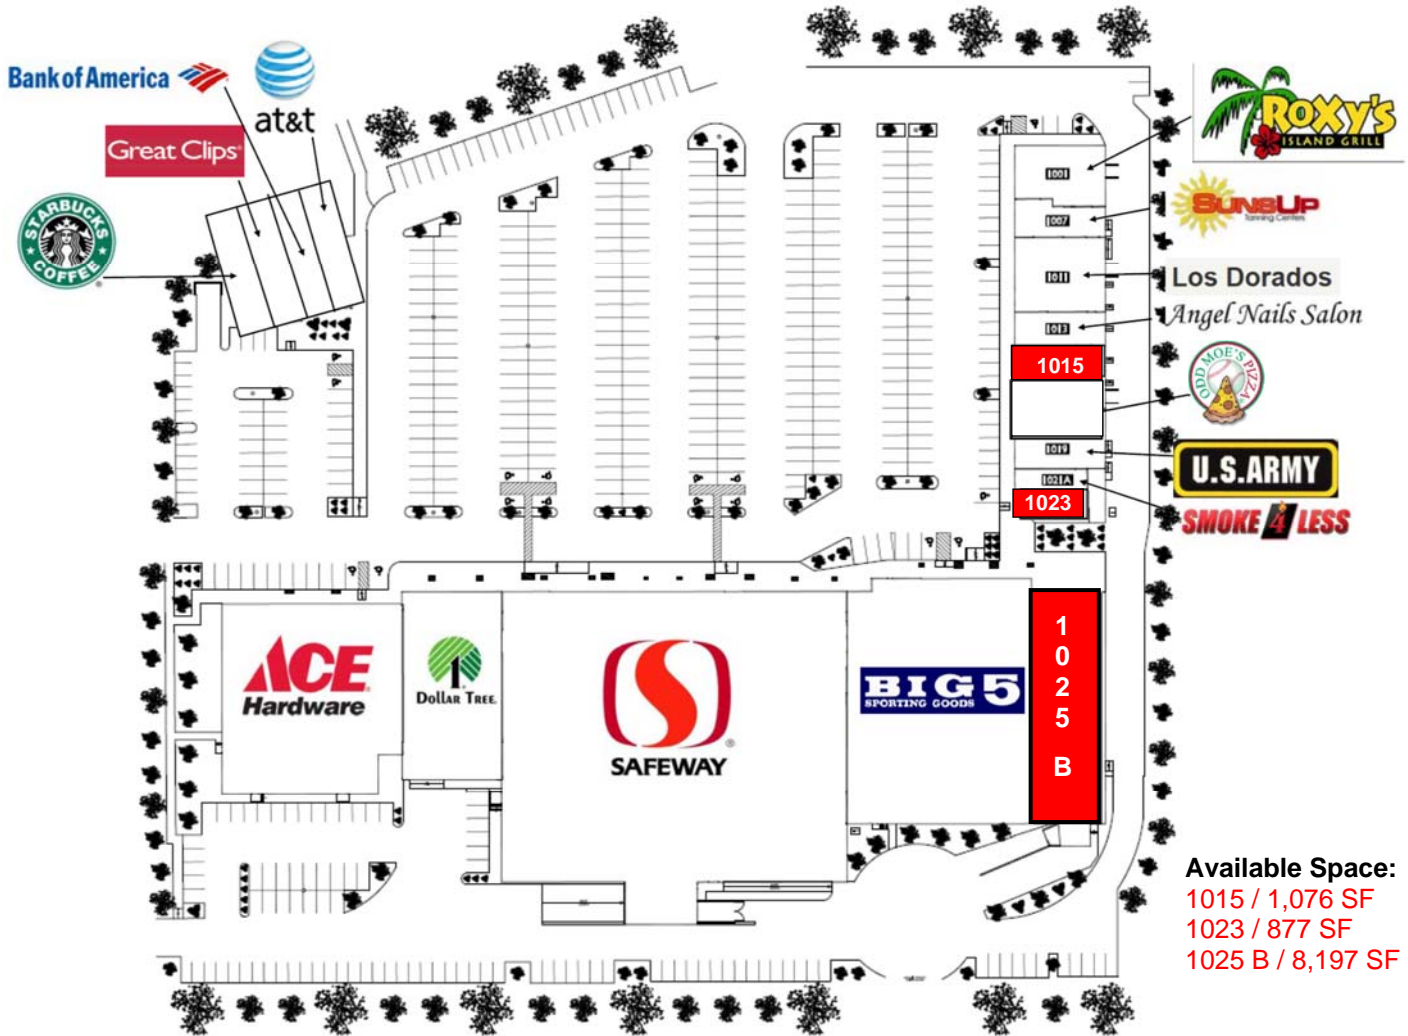 Bank of America
at&t
Great Clips®
STARBUCKS
COFFEE
®
ROXY'S
ISLAND GRILL
SUNSUP
Tanning Centers
Los Dorados
Angel Nails Salon
ODD MOE'S PIZZA
U.S.ARMY
SMOKE 4 LESS
1001
1007
1011
1013
1015
1019
1021A
1023
ACE
Hardware
1
DOLLAR TREE
SAFEWAY
®
BIG 5
SPORTING GOODS
1
0
2
5
B
Available Space:
1015 / 1,076 SF
1023 / 877 SF
1025 B / 8,197 SF